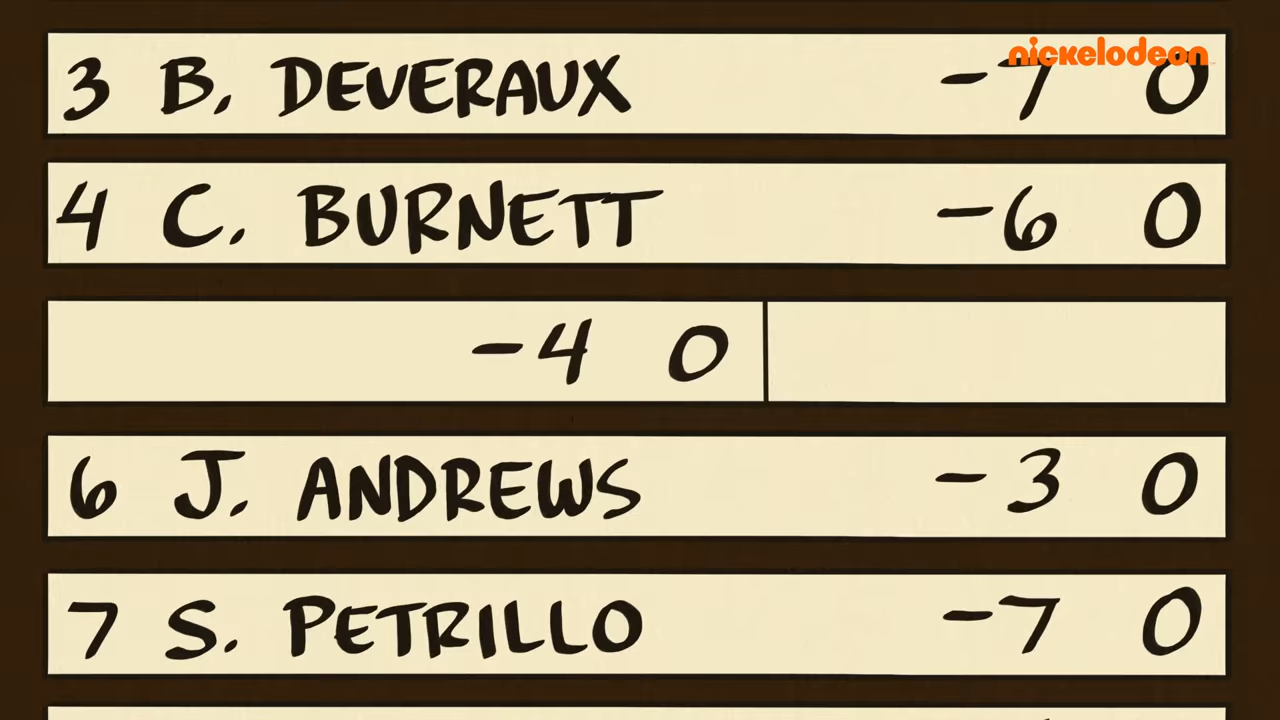 nickelodeon
3 B. DEVERAUX -7 0
4 C. BURNETT -6 0
-4 0
6 J. ANDREWS -3 0
7 S. PETRILLO -7 0